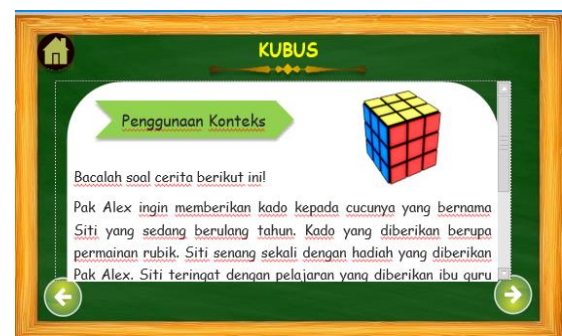 KUBUS
Penggunaan Konteks
Bacalah soal cerita berikut ini!
Pak Alex ingin memberikan kado kepada cucunya yang bernama
Siti yang sedang berulang tahun. Kado yang diberikan berupa
permainan rubik. Siti senang sekali dengan hadiah yang diberikan
Pak Alex. Siti teringat dengan pelajaran yang diberikan ibu guru